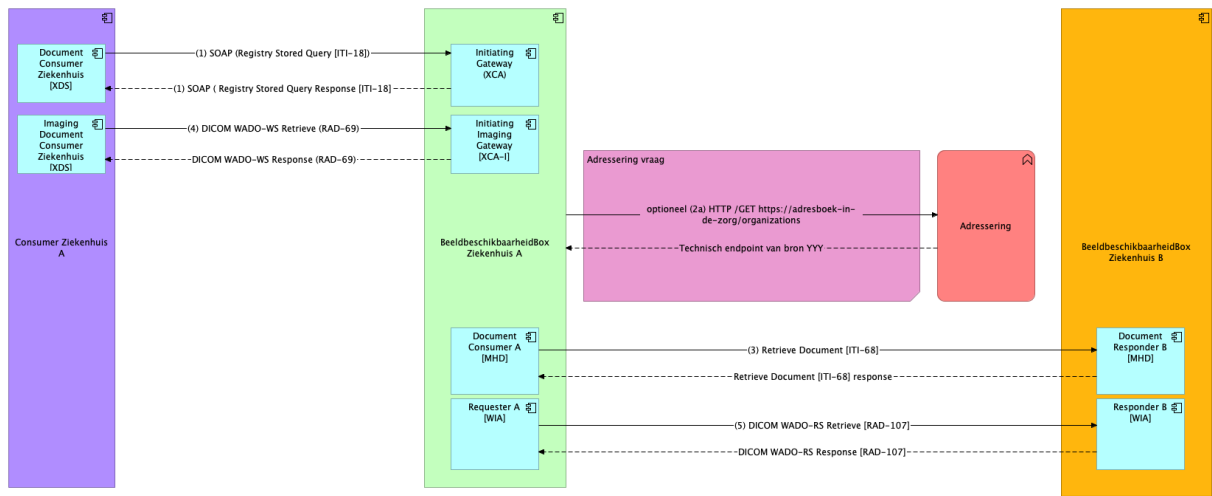 Document
Consumer
Ziekenhuis
[XDS]
(1) SOAP (Registry Stored Query [ITI-18])
Initiating
Gateway
(XCA)
(1) SOAP ( Registry Stored Query Response [ITI-18]
Imaging
Document
Consumer
Ziekenhuis
[XDS]
(4) DICOM WADO-WS Retrieve (RAD-69)
Initiating
Imaging
Gateway
[XCA-I]
DICOM WADO-WS Response (RAD-69)
Adressering vraag
optioneel (2a) HTTP /GET https://adresboek-in-
de-zorg/organizations
Adressering
Technisch endpoint van bron YYY
Consumer Ziekenhuis
A
BeeldbeschikbaarheidBox
Ziekenhuis A
BeeldbeschikbaarheidBox
Ziekenhuis B
Document
Consumer A
[MHD]
(3) Retrieve Document [ITI-68]
Document
Responder B
[MHD]
Retrieve Document [ITI-68] response
Requester A
[WIA]
(5) DICOM WADO-RS Retrieve [RAD-107]
Responder B
[WIA]
DICOM WADO-RS Response [RAD-107]